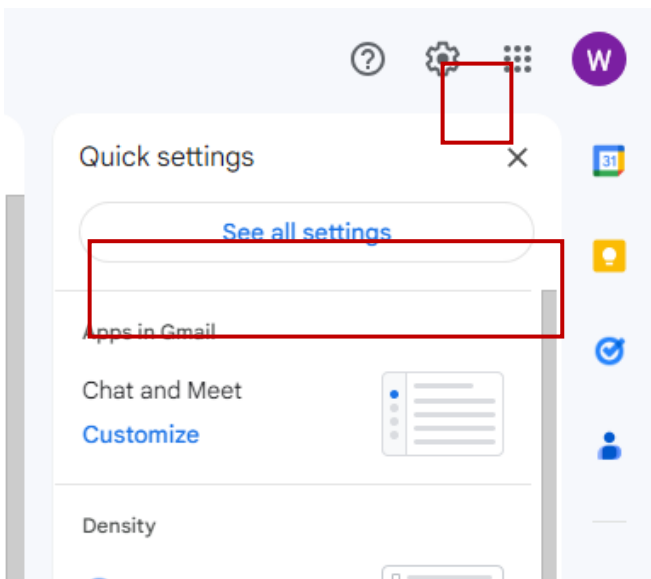 W
Quick settings
31
See all settings
Apps in Gmail
Chat and Meet
Customize
Density